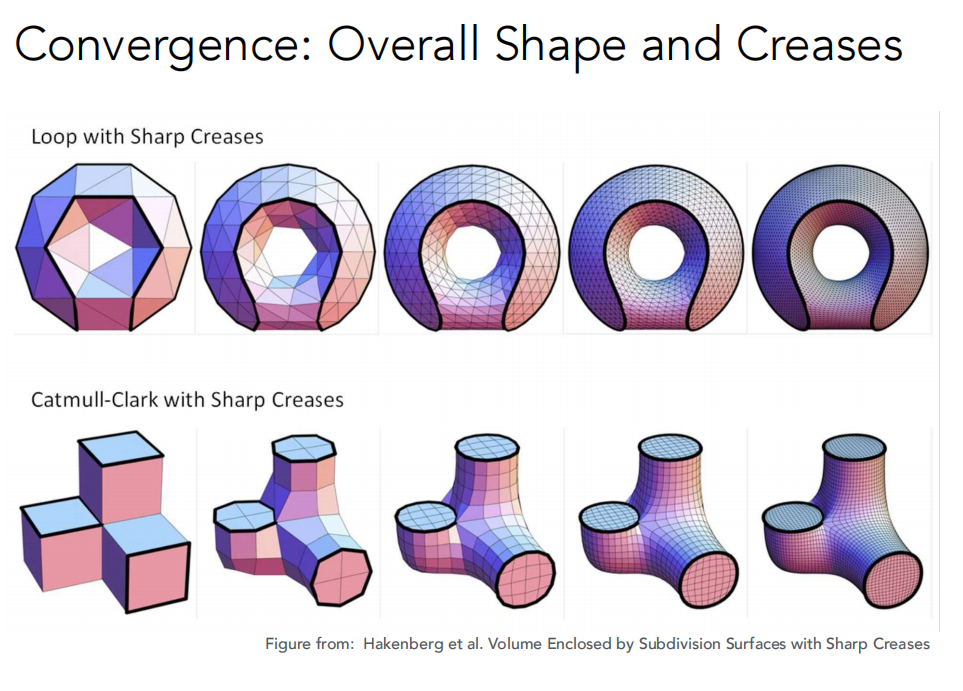 Convergence: Overall Shape and Creases
Loop with Sharp Creases
Catmull-Clark with Sharp Creases
Figure from:  Hakenberg et al. Volume Enclosed by Subdivision Surfaces with Sharp Creases